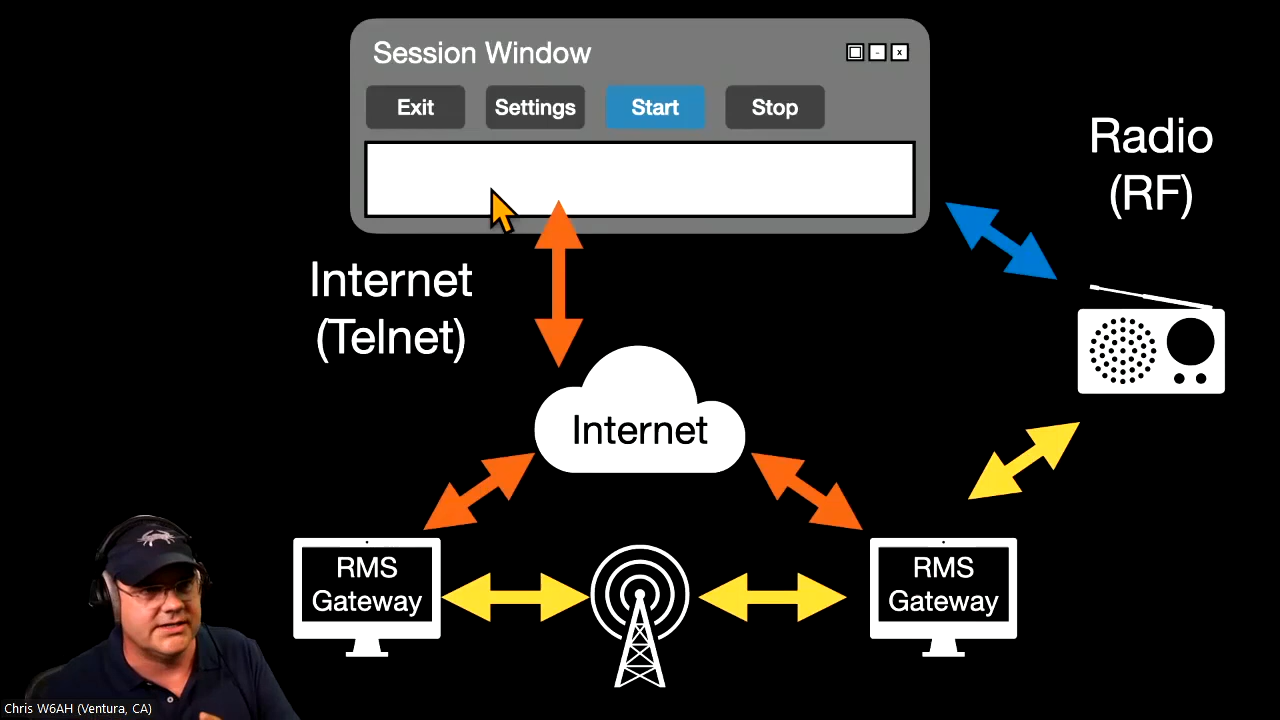 Session Window
x
Exit
Settings
Start
Stop
Radio
(RF)
Internet
(Telnet)
Internet
RMS
Gateway
RMS
Gateway
Chris W6AH (Ventura, CA)